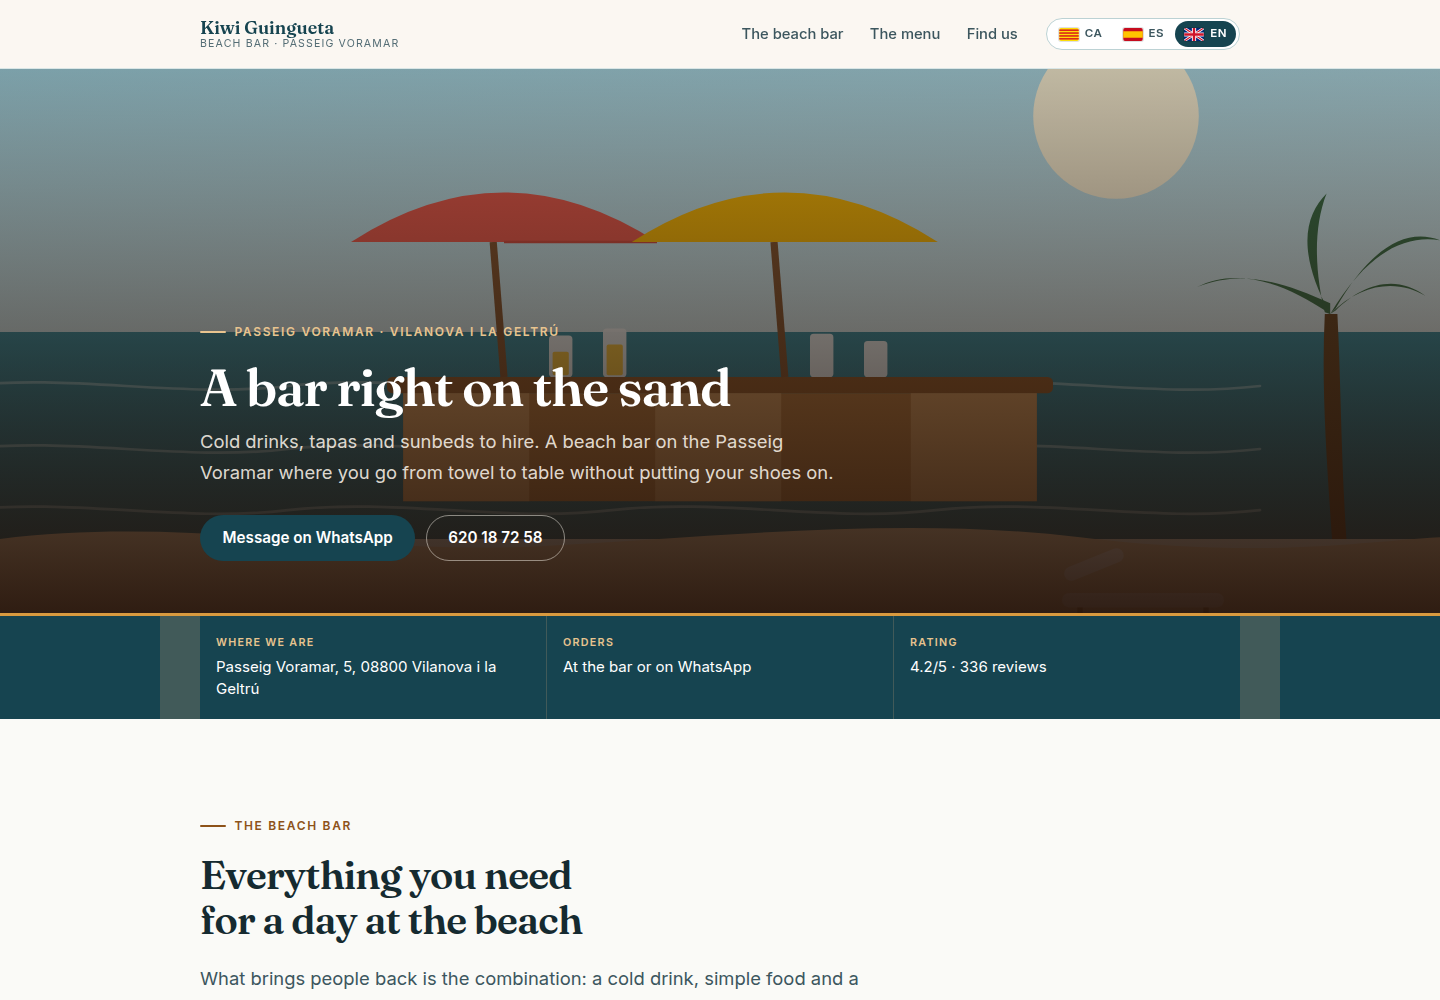 Kiwi Guingueta
BEACH BAR · PASSEIG VORAMAR
The beach bar
The menu
Find us
CA
ES
EN
PASSEIG VORAMAR · VILANOVA I LA GELTRÚ
A bar right on the sand
Cold drinks, tapas and sunbeds to hire. A beach bar on the Passeig
Voramar where you go from towel to table without putting your shoes on.
Message on WhatsApp
620 18 72 58
WHERE WE ARE
Passeig Voramar, 5, 08800 Vilanova i la
Geltrú
ORDERS
At the bar or on WhatsApp
RATING
4.2/5 · 336 reviews
THE BEACH BAR
Everything you need
for a day at the beach
What brings people back is the combination: a cold drink, simple food and a